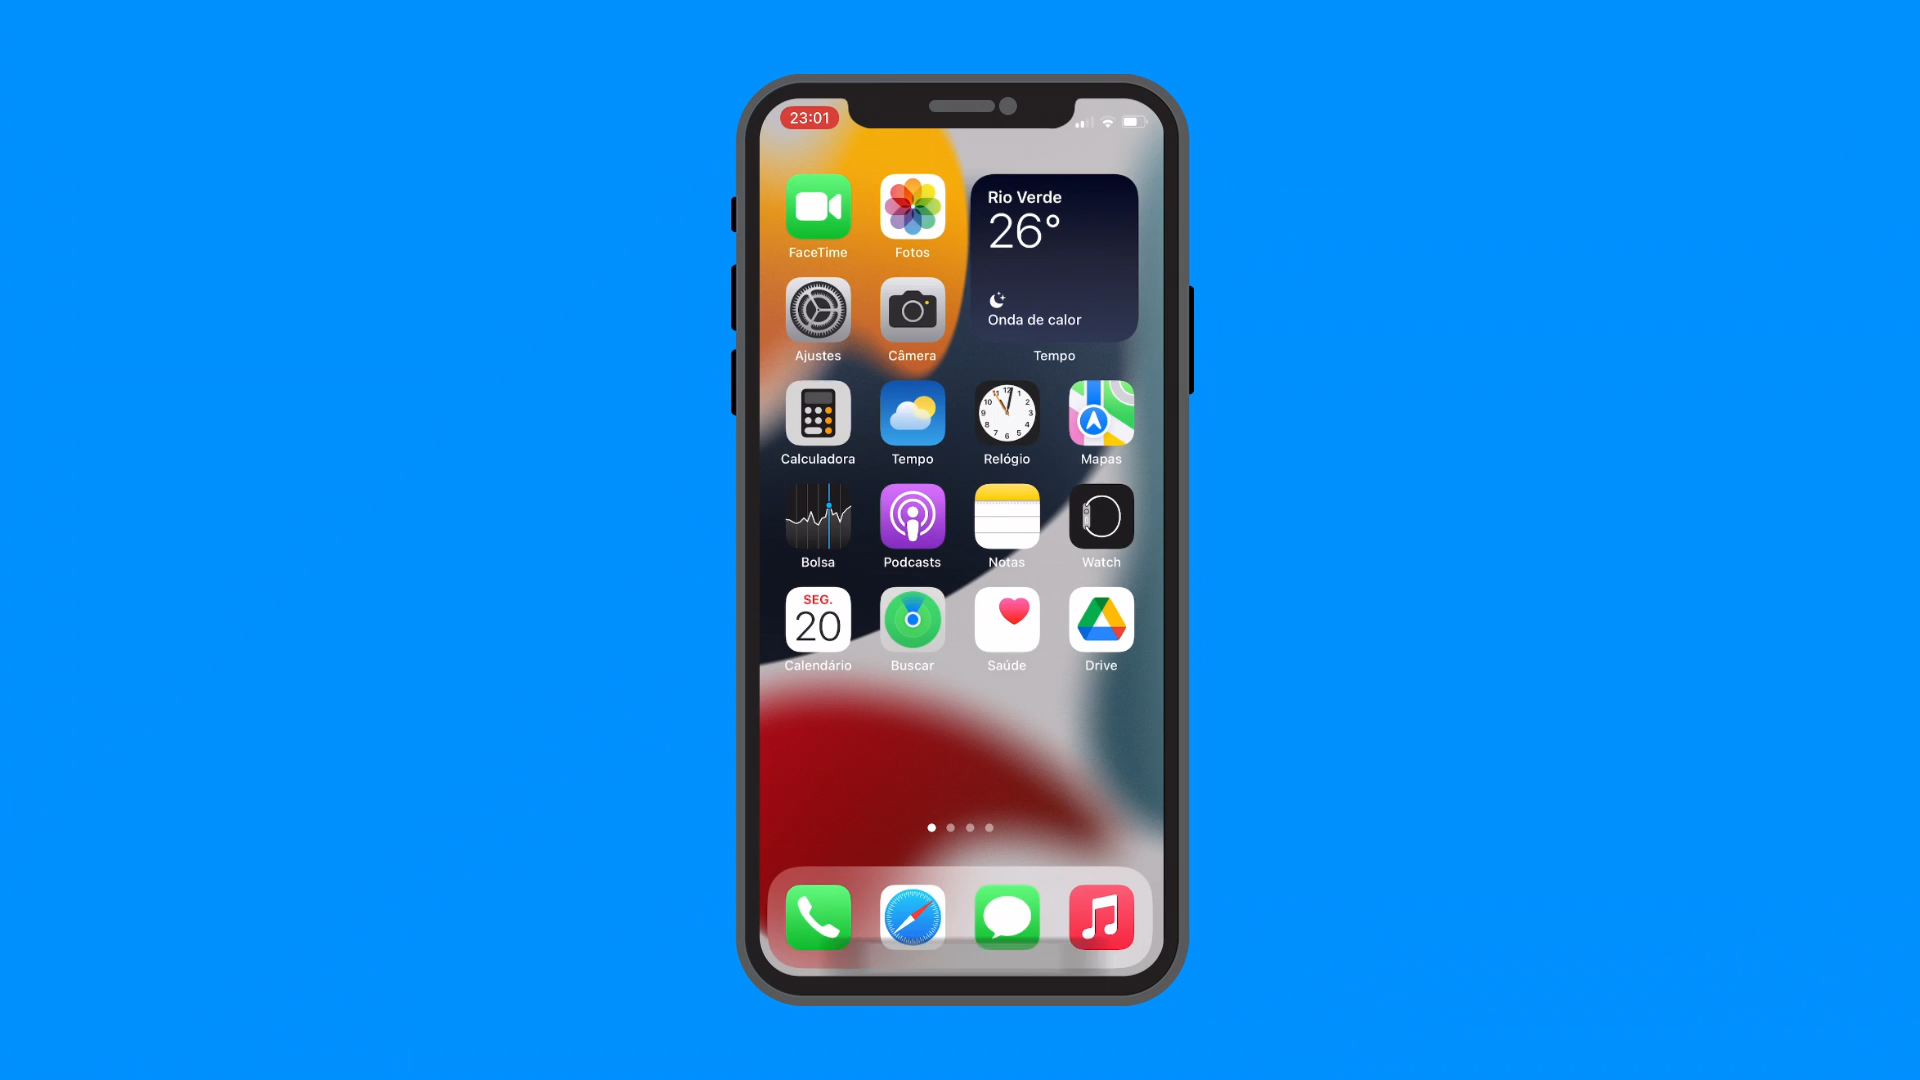 23:01
Rio Verde
26°
Onda de calor
Tempo
FaceTime
Fotos
Ajustes
Câmera
Calculadora
Tempo
Relógio
Mapas
Bolsa
Podcasts
Notas
Watch
SEG.
20
Calendário
Buscar
Saúde
Drive